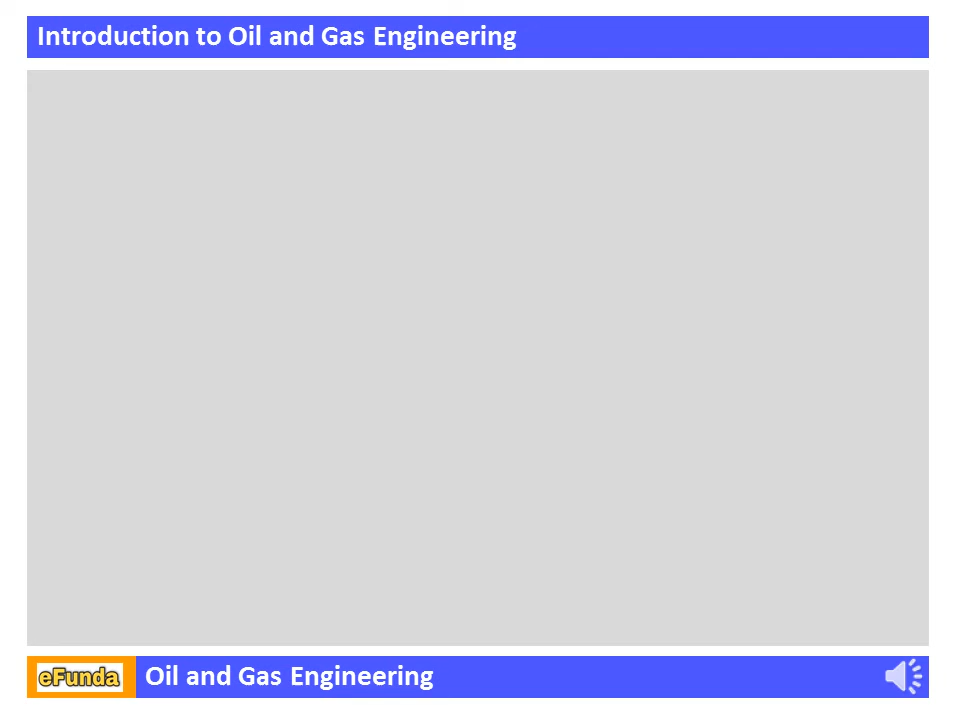 Introduction to Oil and Gas Engineering
eFunda
Oil and Gas Engineering